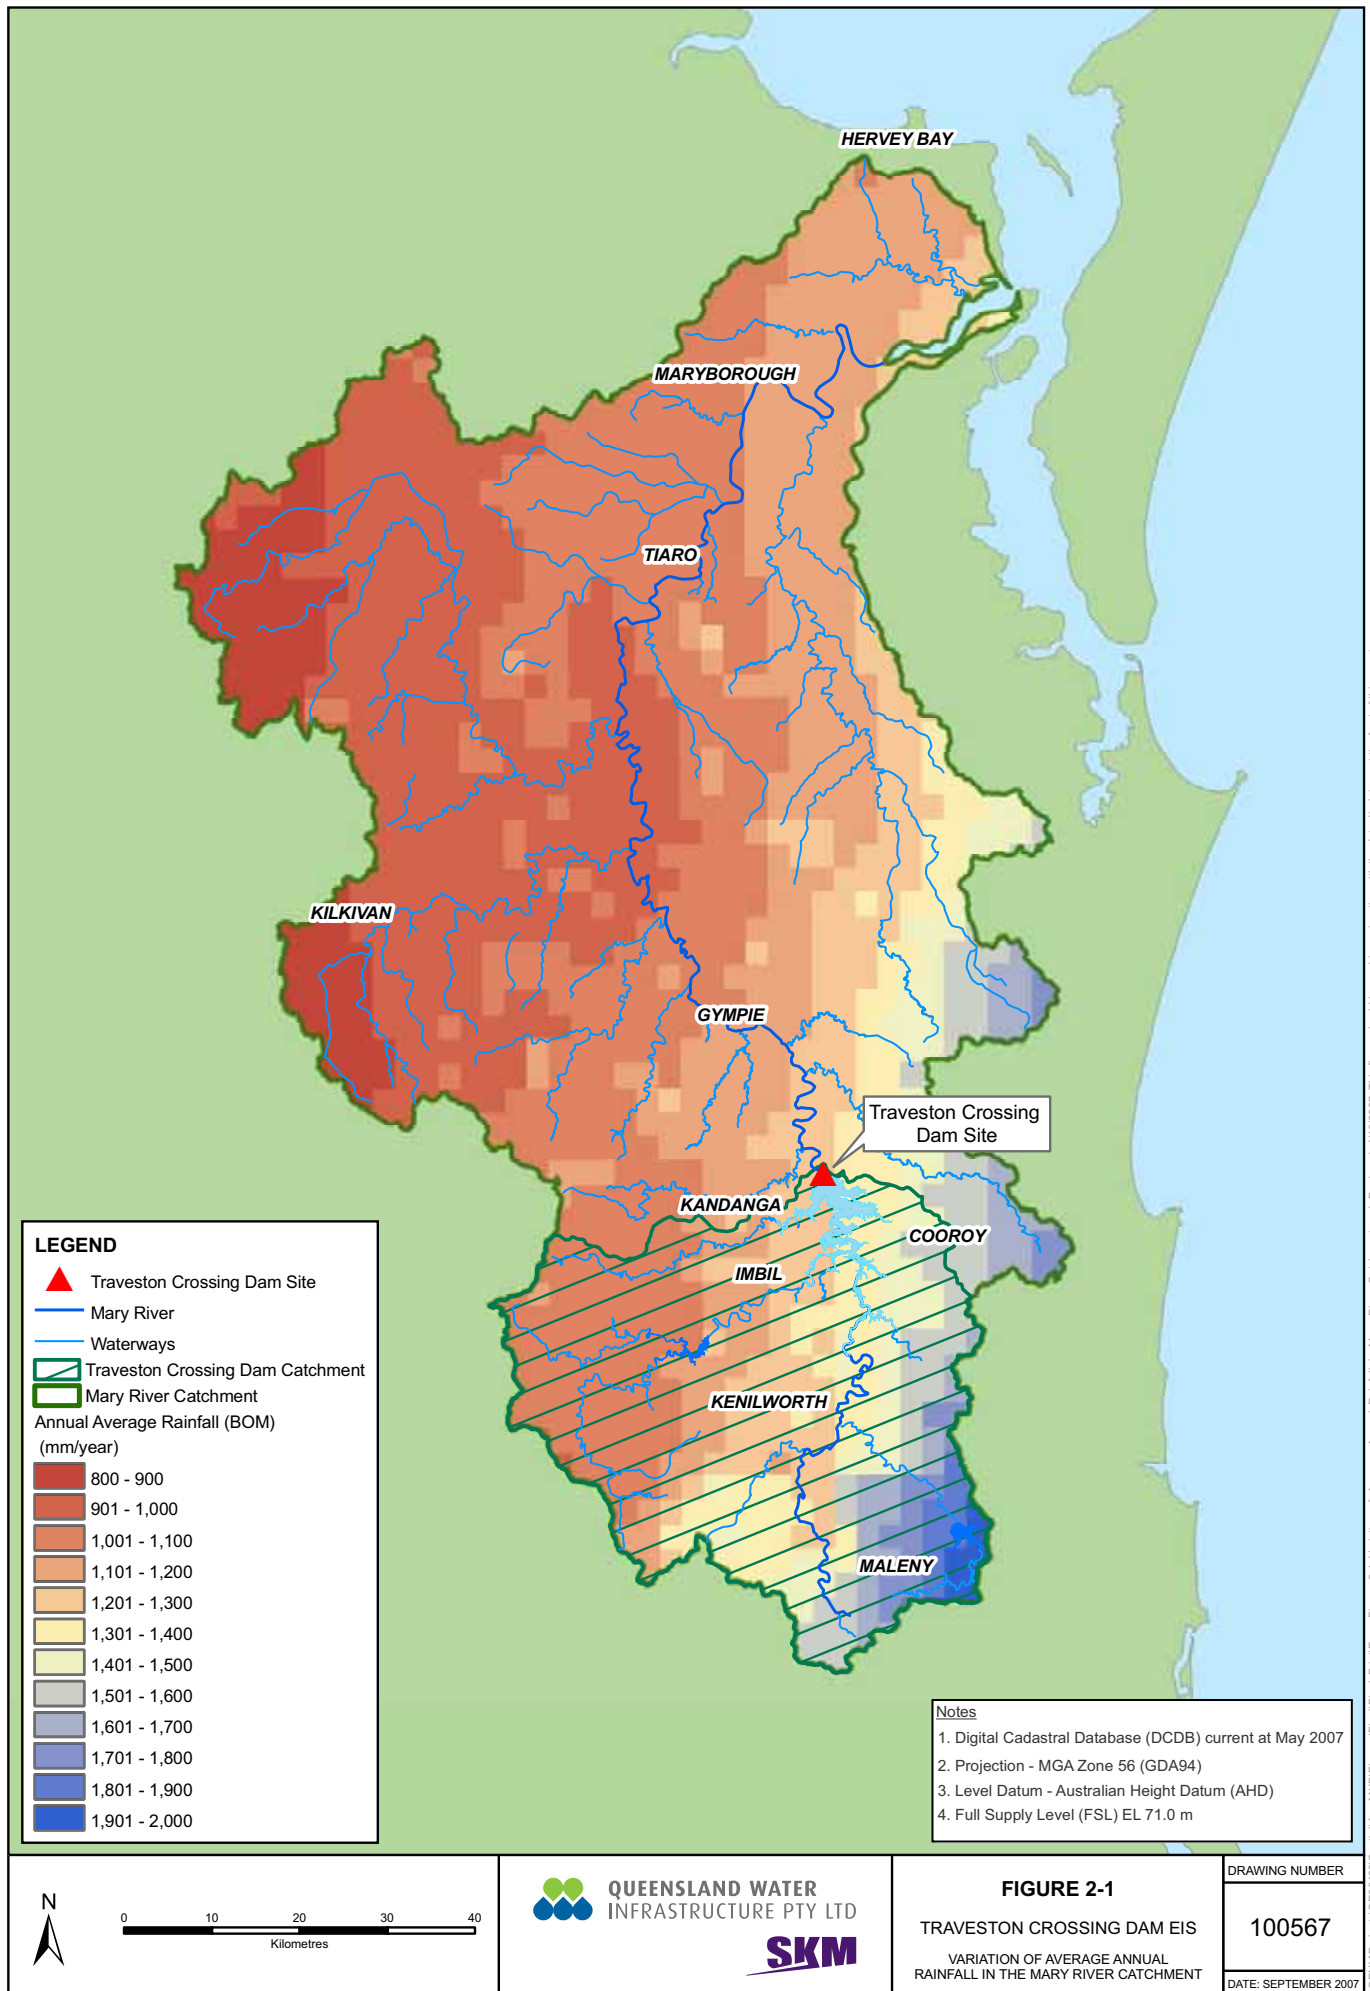 HERVEY BAY
MARYBOROUGH
TIARO
KILKIVAN
GYMPIE
Traveston Crossing
Dam Site
KANDANGA
COOROY
IMBIL
KENILWORTH
MALENY
LEGEND
Traveston Crossing Dam Site
Mary River
Waterways
Traveston Crossing Dam Catchment
Mary River Catchment
Annual Average Rainfall (BOM)
(mm/year)
800 - 900
901 - 1,000
1,001 - 1,100
1,101 - 1,200
1,201 - 1,300
1,301 - 1,400
1,401 - 1,500
1,501 - 1,600
1,601 - 1,700
1,701 - 1,800
1,801 - 1,900
1,901 - 2,000
Notes
1. Digital Cadastral Database (DCDB) current at May 2007
2. Projection - MGA Zone 56 (GDA94)
3. Level Datum - Australian Height Datum (AHD)
4. Full Supply Level (FSL) EL 71.0 m
N
0 10 20 30 40
Kilometres
QUEENSLAND WATER
INFRASTRUCTURE PTY LTD
SKM
FIGURE 2-1
TRAVESTON CROSSING DAM EIS
VARIATION OF AVERAGE ANNUAL
RAINFALL IN THE MARY RIVER CATCHMENT
DRAWING NUMBER
100567
DATE: SEPTEMBER 2007